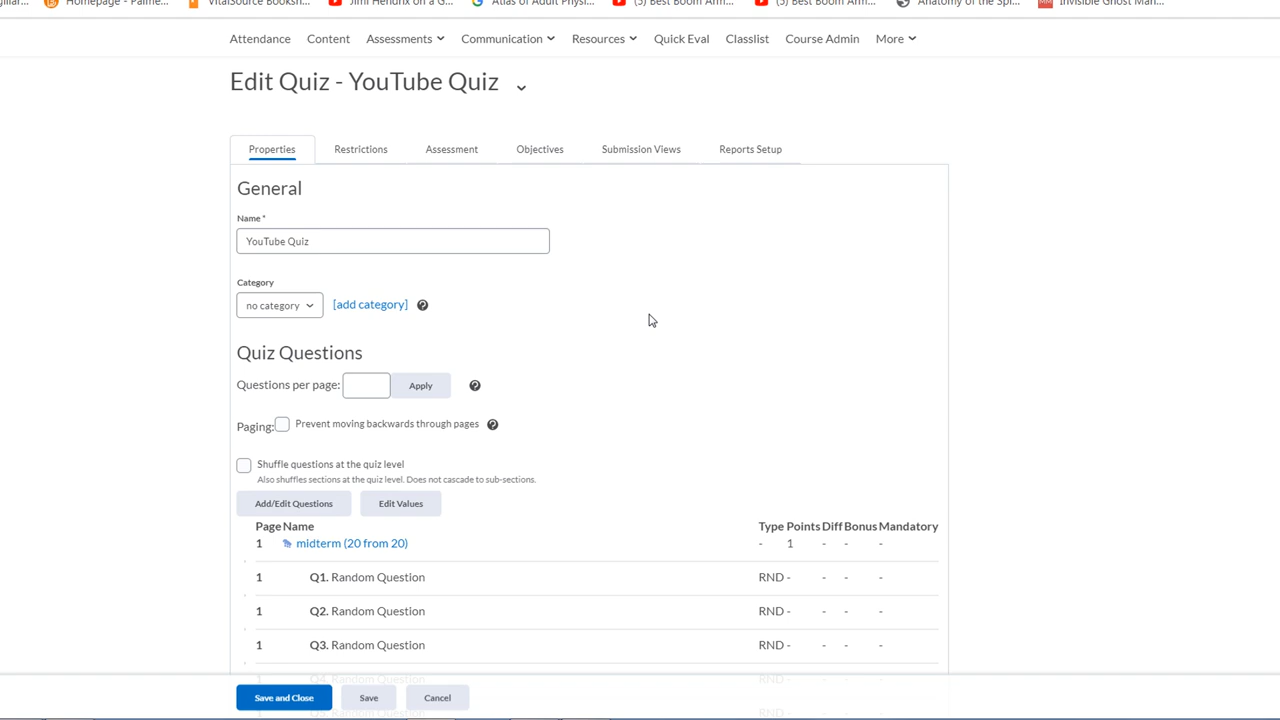 Homepage - Palme...
VitalSource Booksh...
Jimi Hendrix on a G...
Atlas of Adult Physi...
(5) Best Boom Arm...
(5) Best Boom Arm...
Anatomy of the Spi...
Invisible Ghost Man...
Attendance Content Assessments Communication Resources Quick Eval Classlist Course Admin More
Edit Quiz - YouTube Quiz
Properties Restrictions Assessment Objectives Submission Views Reports Setup
General
Name *
YouTube Quiz
Category
no category [add category]
Quiz Questions
Questions per page: Apply
Paging: Prevent moving backwards through pages
Shuffle questions at the quiz level
Also shuffles sections at the quiz level. Does not cascade to sub-sections.
Add/Edit Questions Edit Values
Page Name Type Points Diff Bonus Mandatory
1 midterm (20 from 20) - 1 - - -
1 Q1. Random Question RND - - - -
1 Q2. Random Question RND - - - -
1 Q3. Random Question RND - - - -
Q4. Random Question
Save and Close Save Cancel